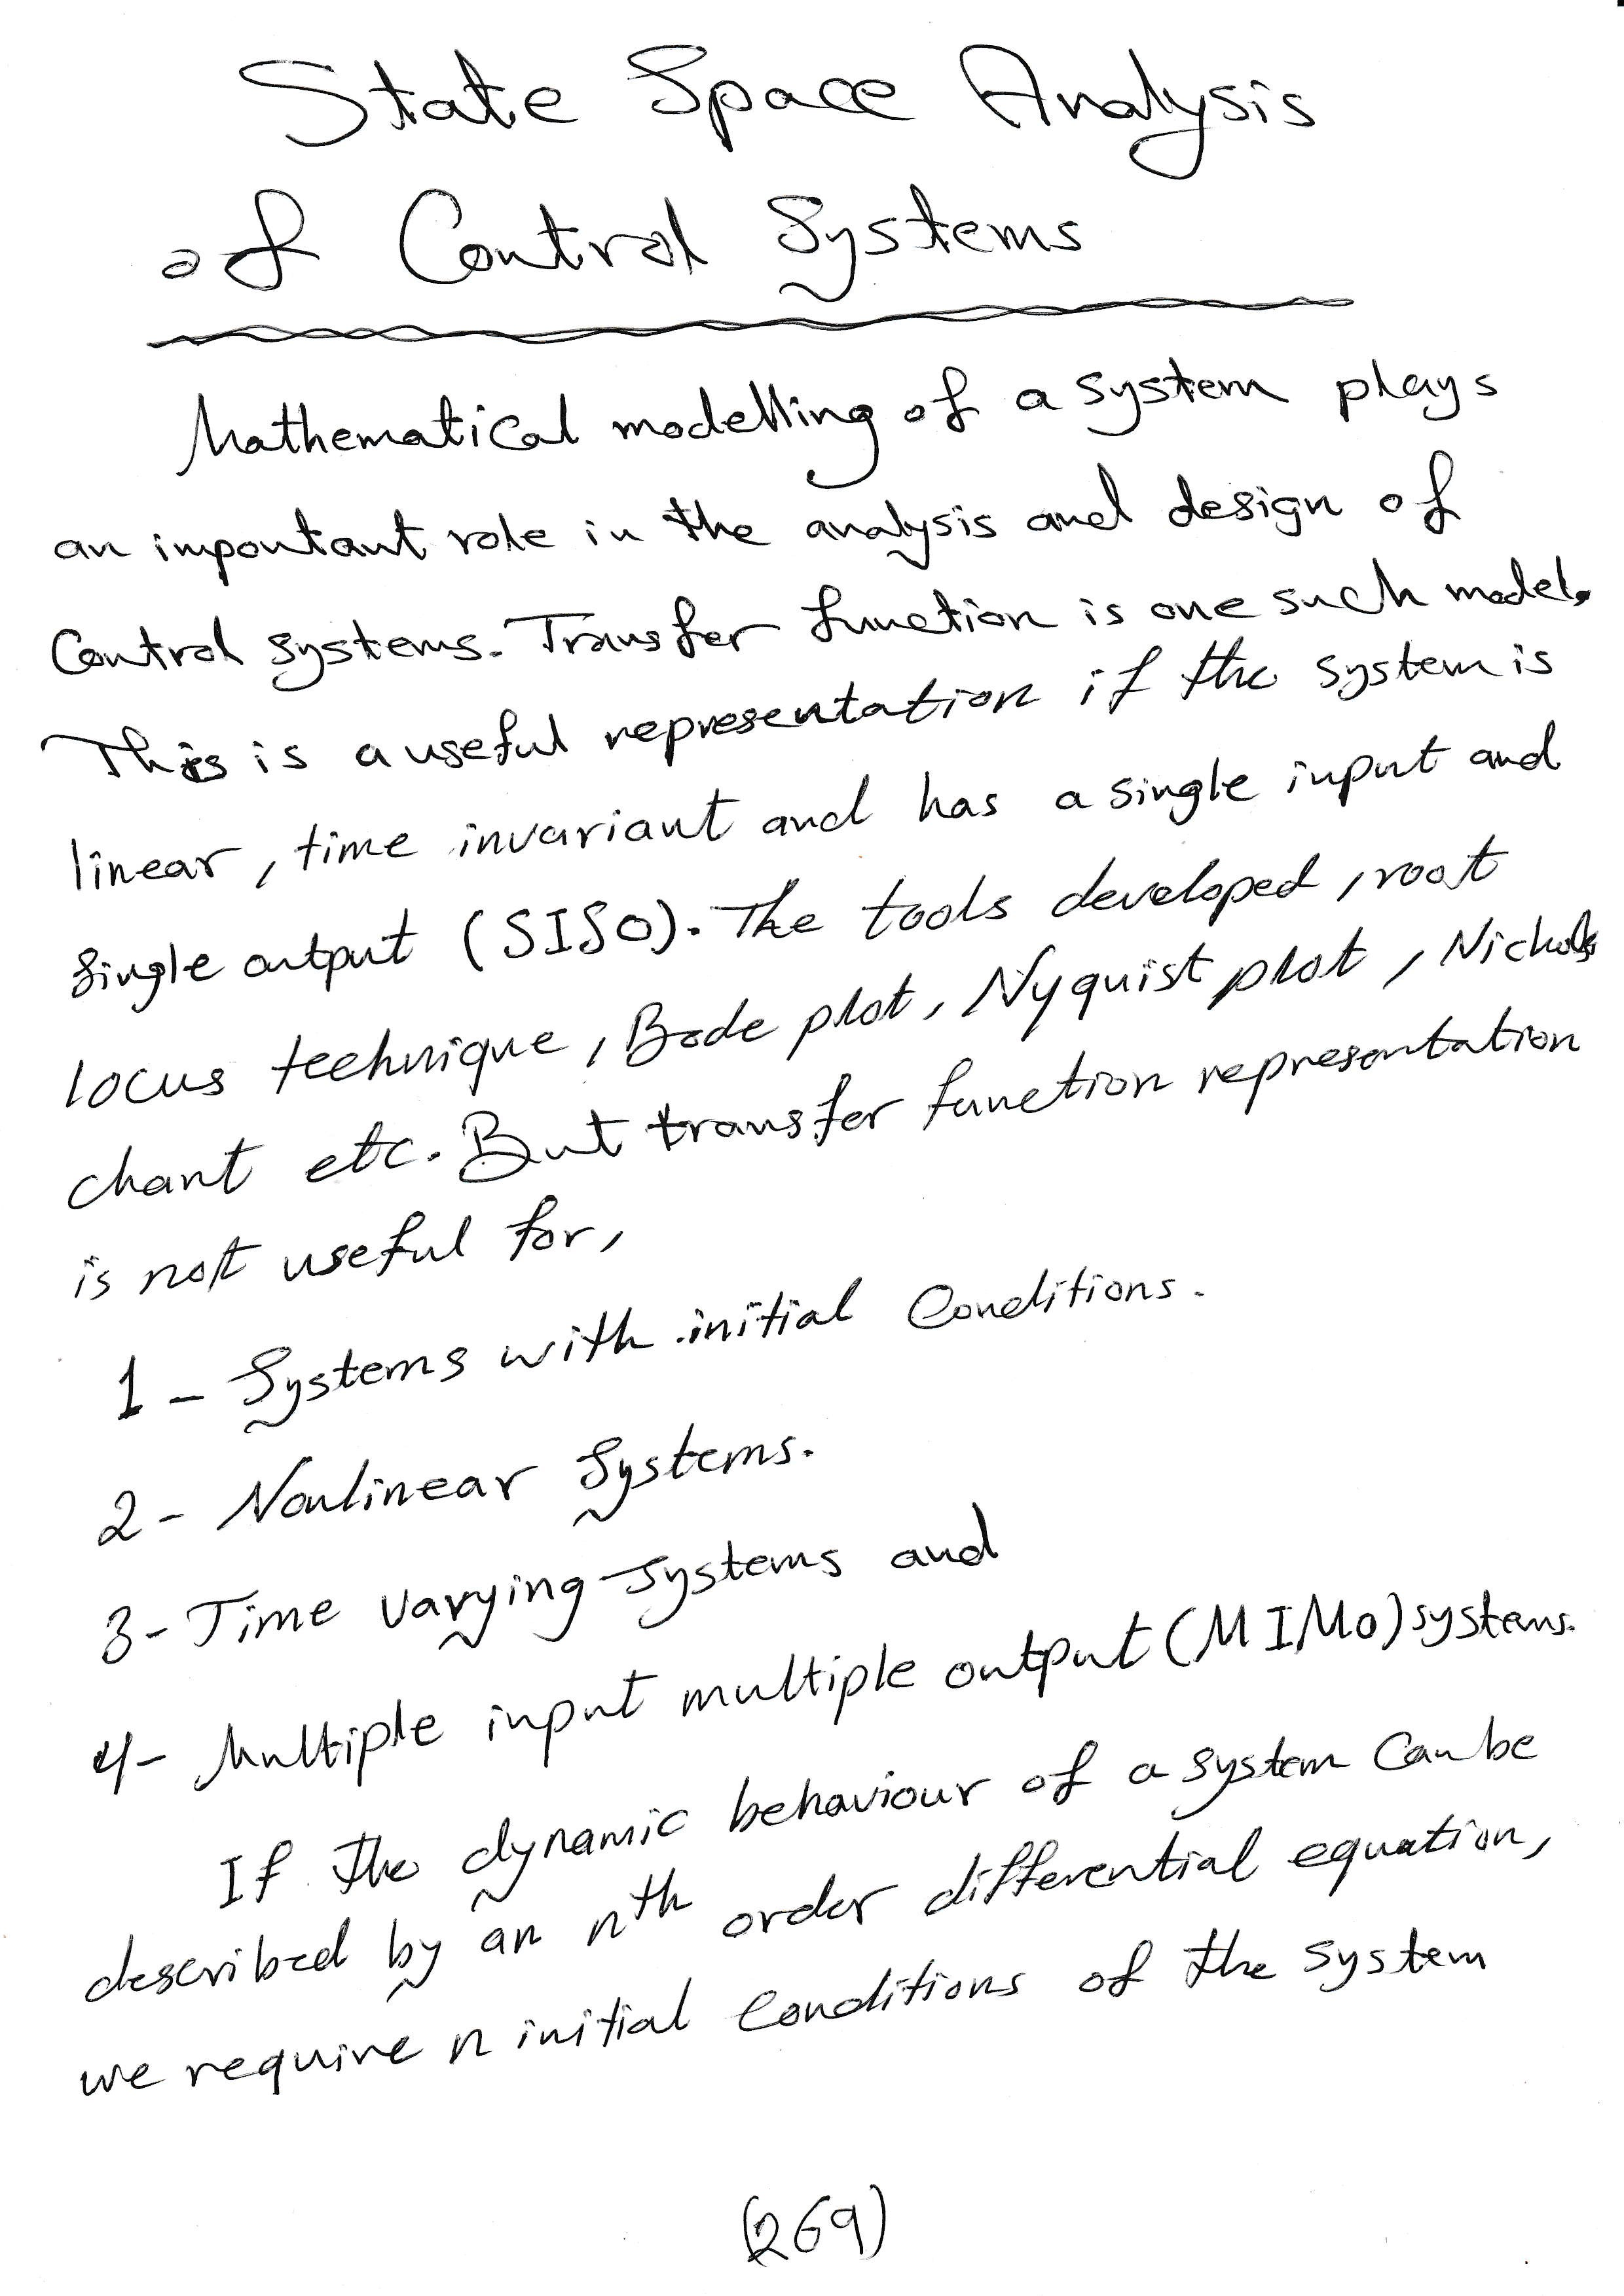 State Space Analysis
of Control Systems
Mathematical modelling of a system plays
an important role in the analysis and design of
Control systems. Transfer function is one such model.
This is a useful representation if the system is
linear, time invariant and has a single input and
Single output (SISO). The tools developed, root
locus technique, Bode plot, Nyquist plot, Nichols
chart etc. But transfer function representation
is not useful for,
1 - Systems with initial Conditions.
2 - Nonlinear Systems.
3 - Time varying Systems and
4 - Multiple input multiple output (MIMO) systems.
If the dynamic behaviour of a system can be
described by an nth order differential equation,
we require n initial Conditions of the system
(269)